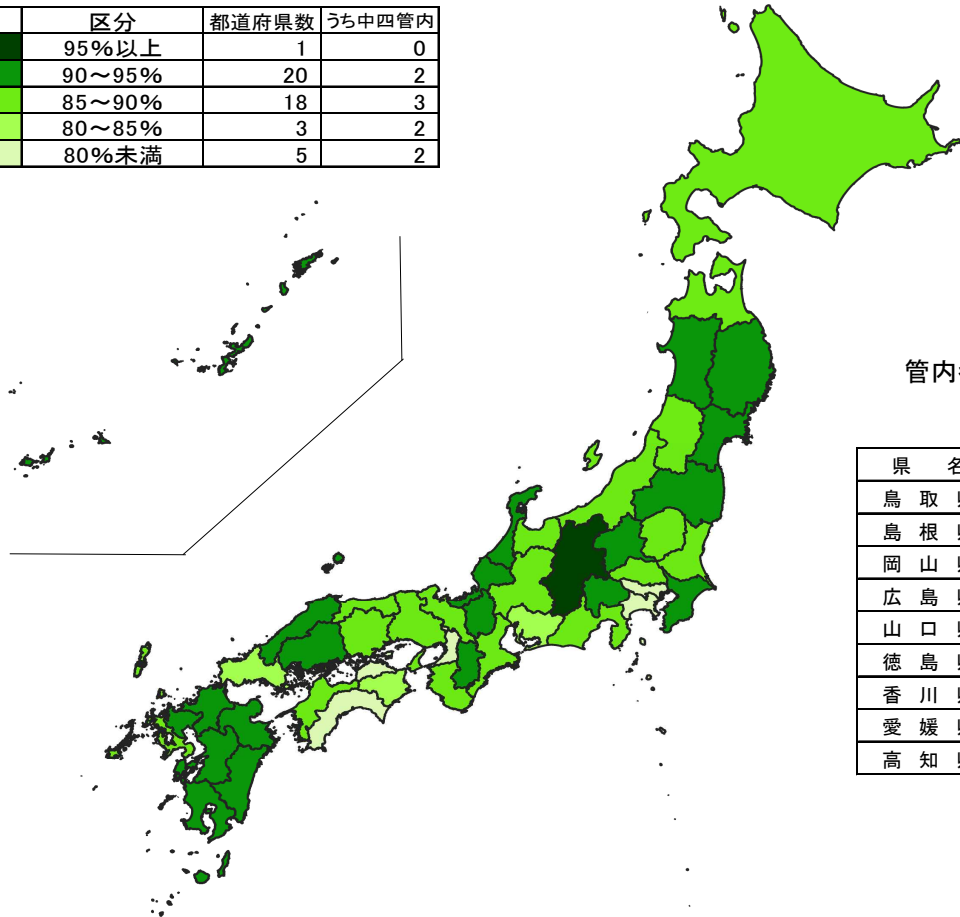 区分 都道府県数 うち中四管内
95%以上 1 0
90～95% 20 2
85～90% 18 3
80～85% 3 2
80%未満 5 2
管内
県 名
鳥 取
島 根
岡 山
広 島
山 口
徳 島
香 川
愛 媛
高 知